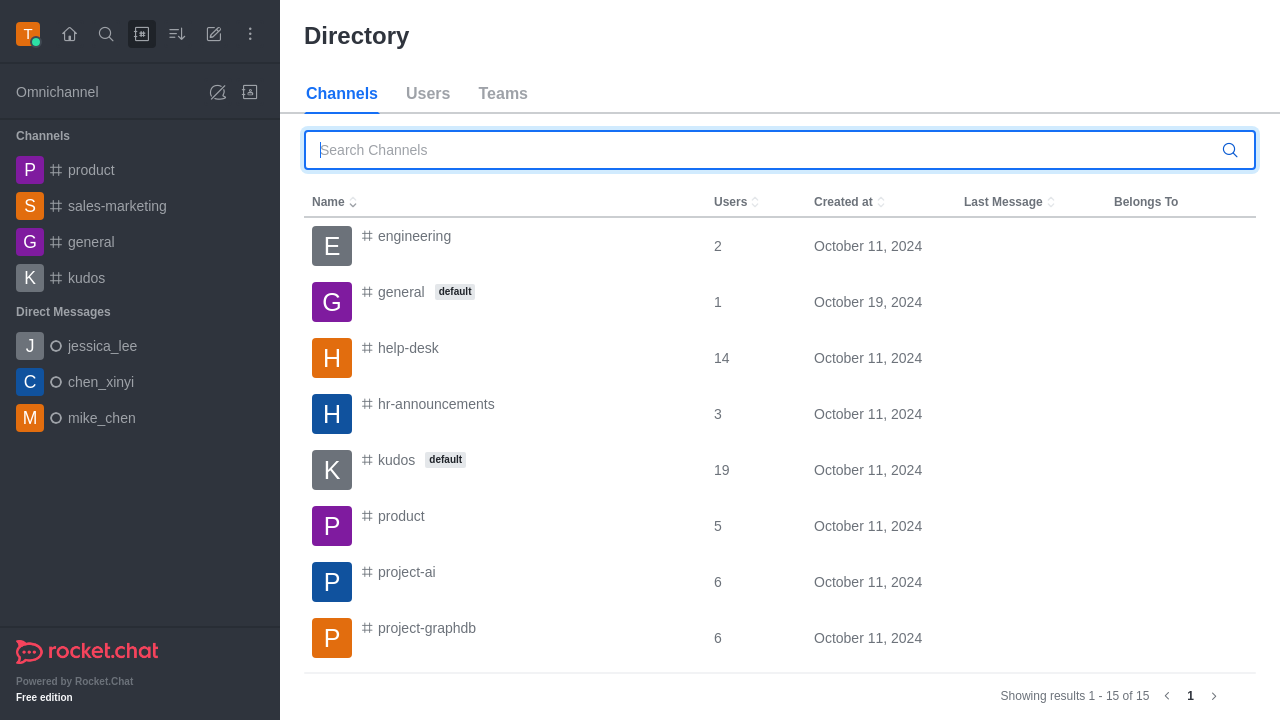 T
Directory
Omnichannel
Channels Users Teams
Search Channels
Channels
P product
S sales-marketing
G general
K kudos
Direct Messages
J jessica_lee
C chen_xinyi
M mike_chen
Name Users Created at Last Message Belongs To
E engineering 2 October 11, 2024
G general default 1 October 19, 2024
H help-desk 14 October 11, 2024
H hr-announcements 3 October 11, 2024
K kudos default 19 October 11, 2024
P product 5 October 11, 2024
P project-ai 6 October 11, 2024
P project-graphdb 6 October 11, 2024
rocket.chat
Powered by Rocket.Chat
Free edition
Showing results 1 - 15 of 15 1